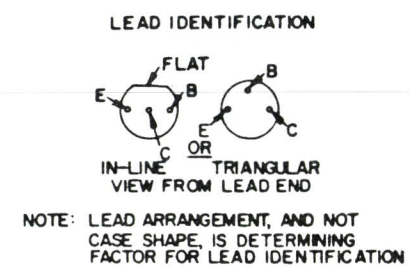 LEAD IDENTIFICATION
FLAT
E
B
C
B
E
C
OR
IN-LINE TRIANGULAR
VIEW FROM LEAD END
NOTE: LEAD ARRANGEMENT, AND NOT
CASE SHAPE, IS DETERMINING
FACTOR FOR LEAD IDENTIFICATION